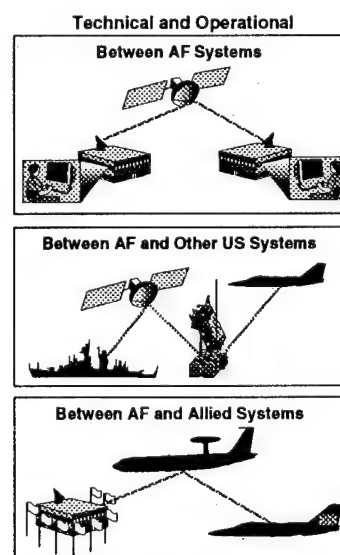 Technical and Operational
Between AF Systems
Between AF and Other US Systems
Between AF and Allied Systems